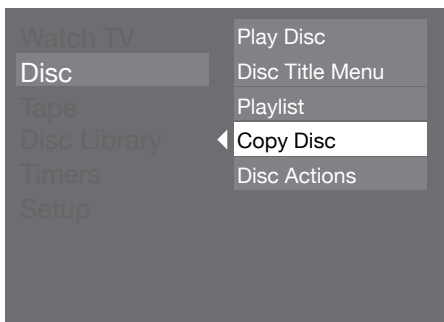 Watch TV
Disc
Tape
Disc Library
Timers
Setup
Play Disc
Disc Title Menu
Playlist
Copy Disc
Disc Actions